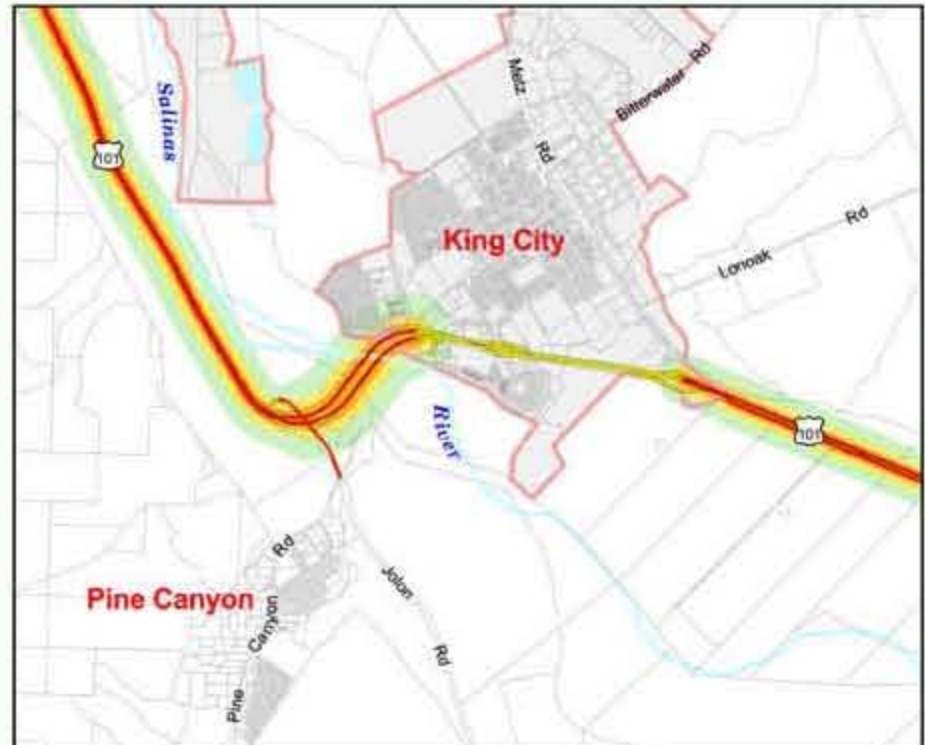 Metz
Rd
Bitterwater Rd
Salinas
101
King City
Lonoak Rd
River
101
Rd
Jolon
Rd
Pine Canyon
Pine Canyon